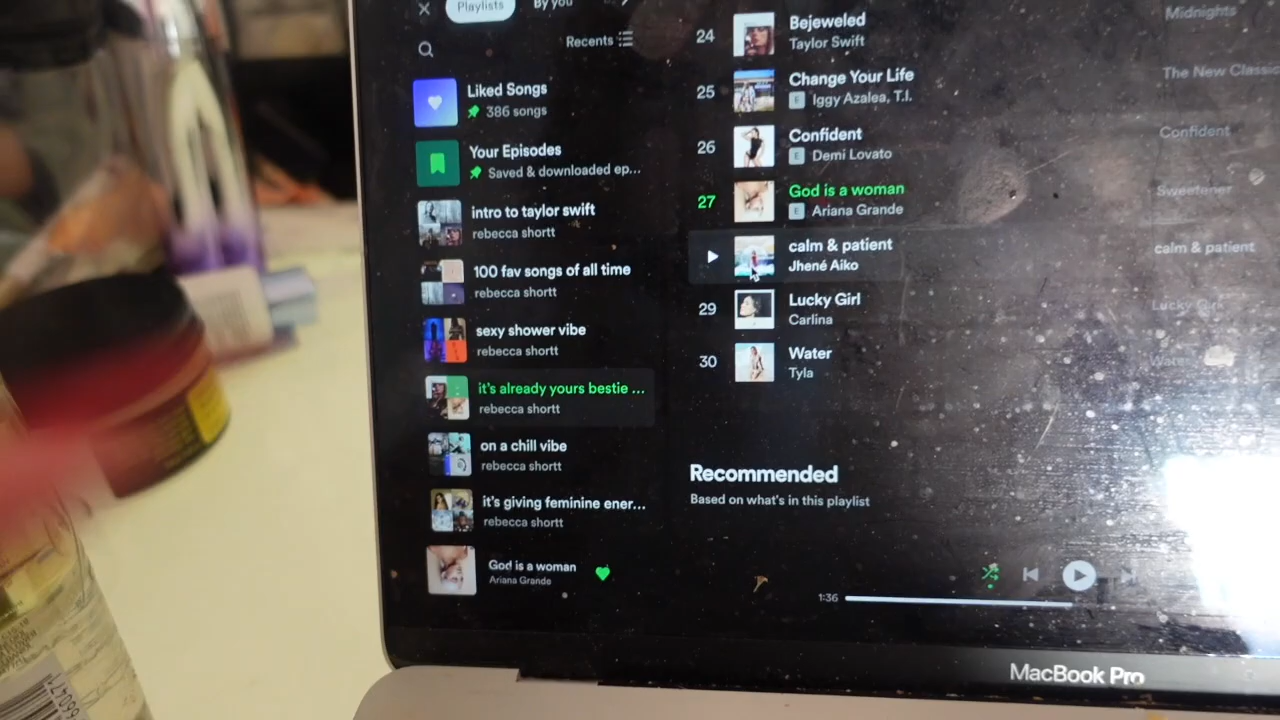 Playlists
By you
Recents
Liked Songs
386 songs
Your Episodes
Saved & downloaded ep...
intro to taylor swift
rebecca shortt
100 fav songs of all time
rebecca shortt
sexy shower vibe
rebecca shortt
it's already yours bestie ...
rebecca shortt
on a chill vibe
rebecca shortt
it's giving feminine ener...
rebecca shortt
God is a woman
Ariana Grande
24
Bejeweled
Taylor Swift
Midnights
25
Change Your Life
E Iggy Azalea, T.I.
The New Classic
26
Confident
E Demi Lovato
Confident
27
God is a woman
E Ariana Grande
Sweetener
calm & patient
Jhené Aiko
calm & patient
29
Lucky Girl
Carlina
Lucky Girl
30
Water
Tyla
Water
Recommended
Based on what's in this playlist
1:36
MacBook Pro